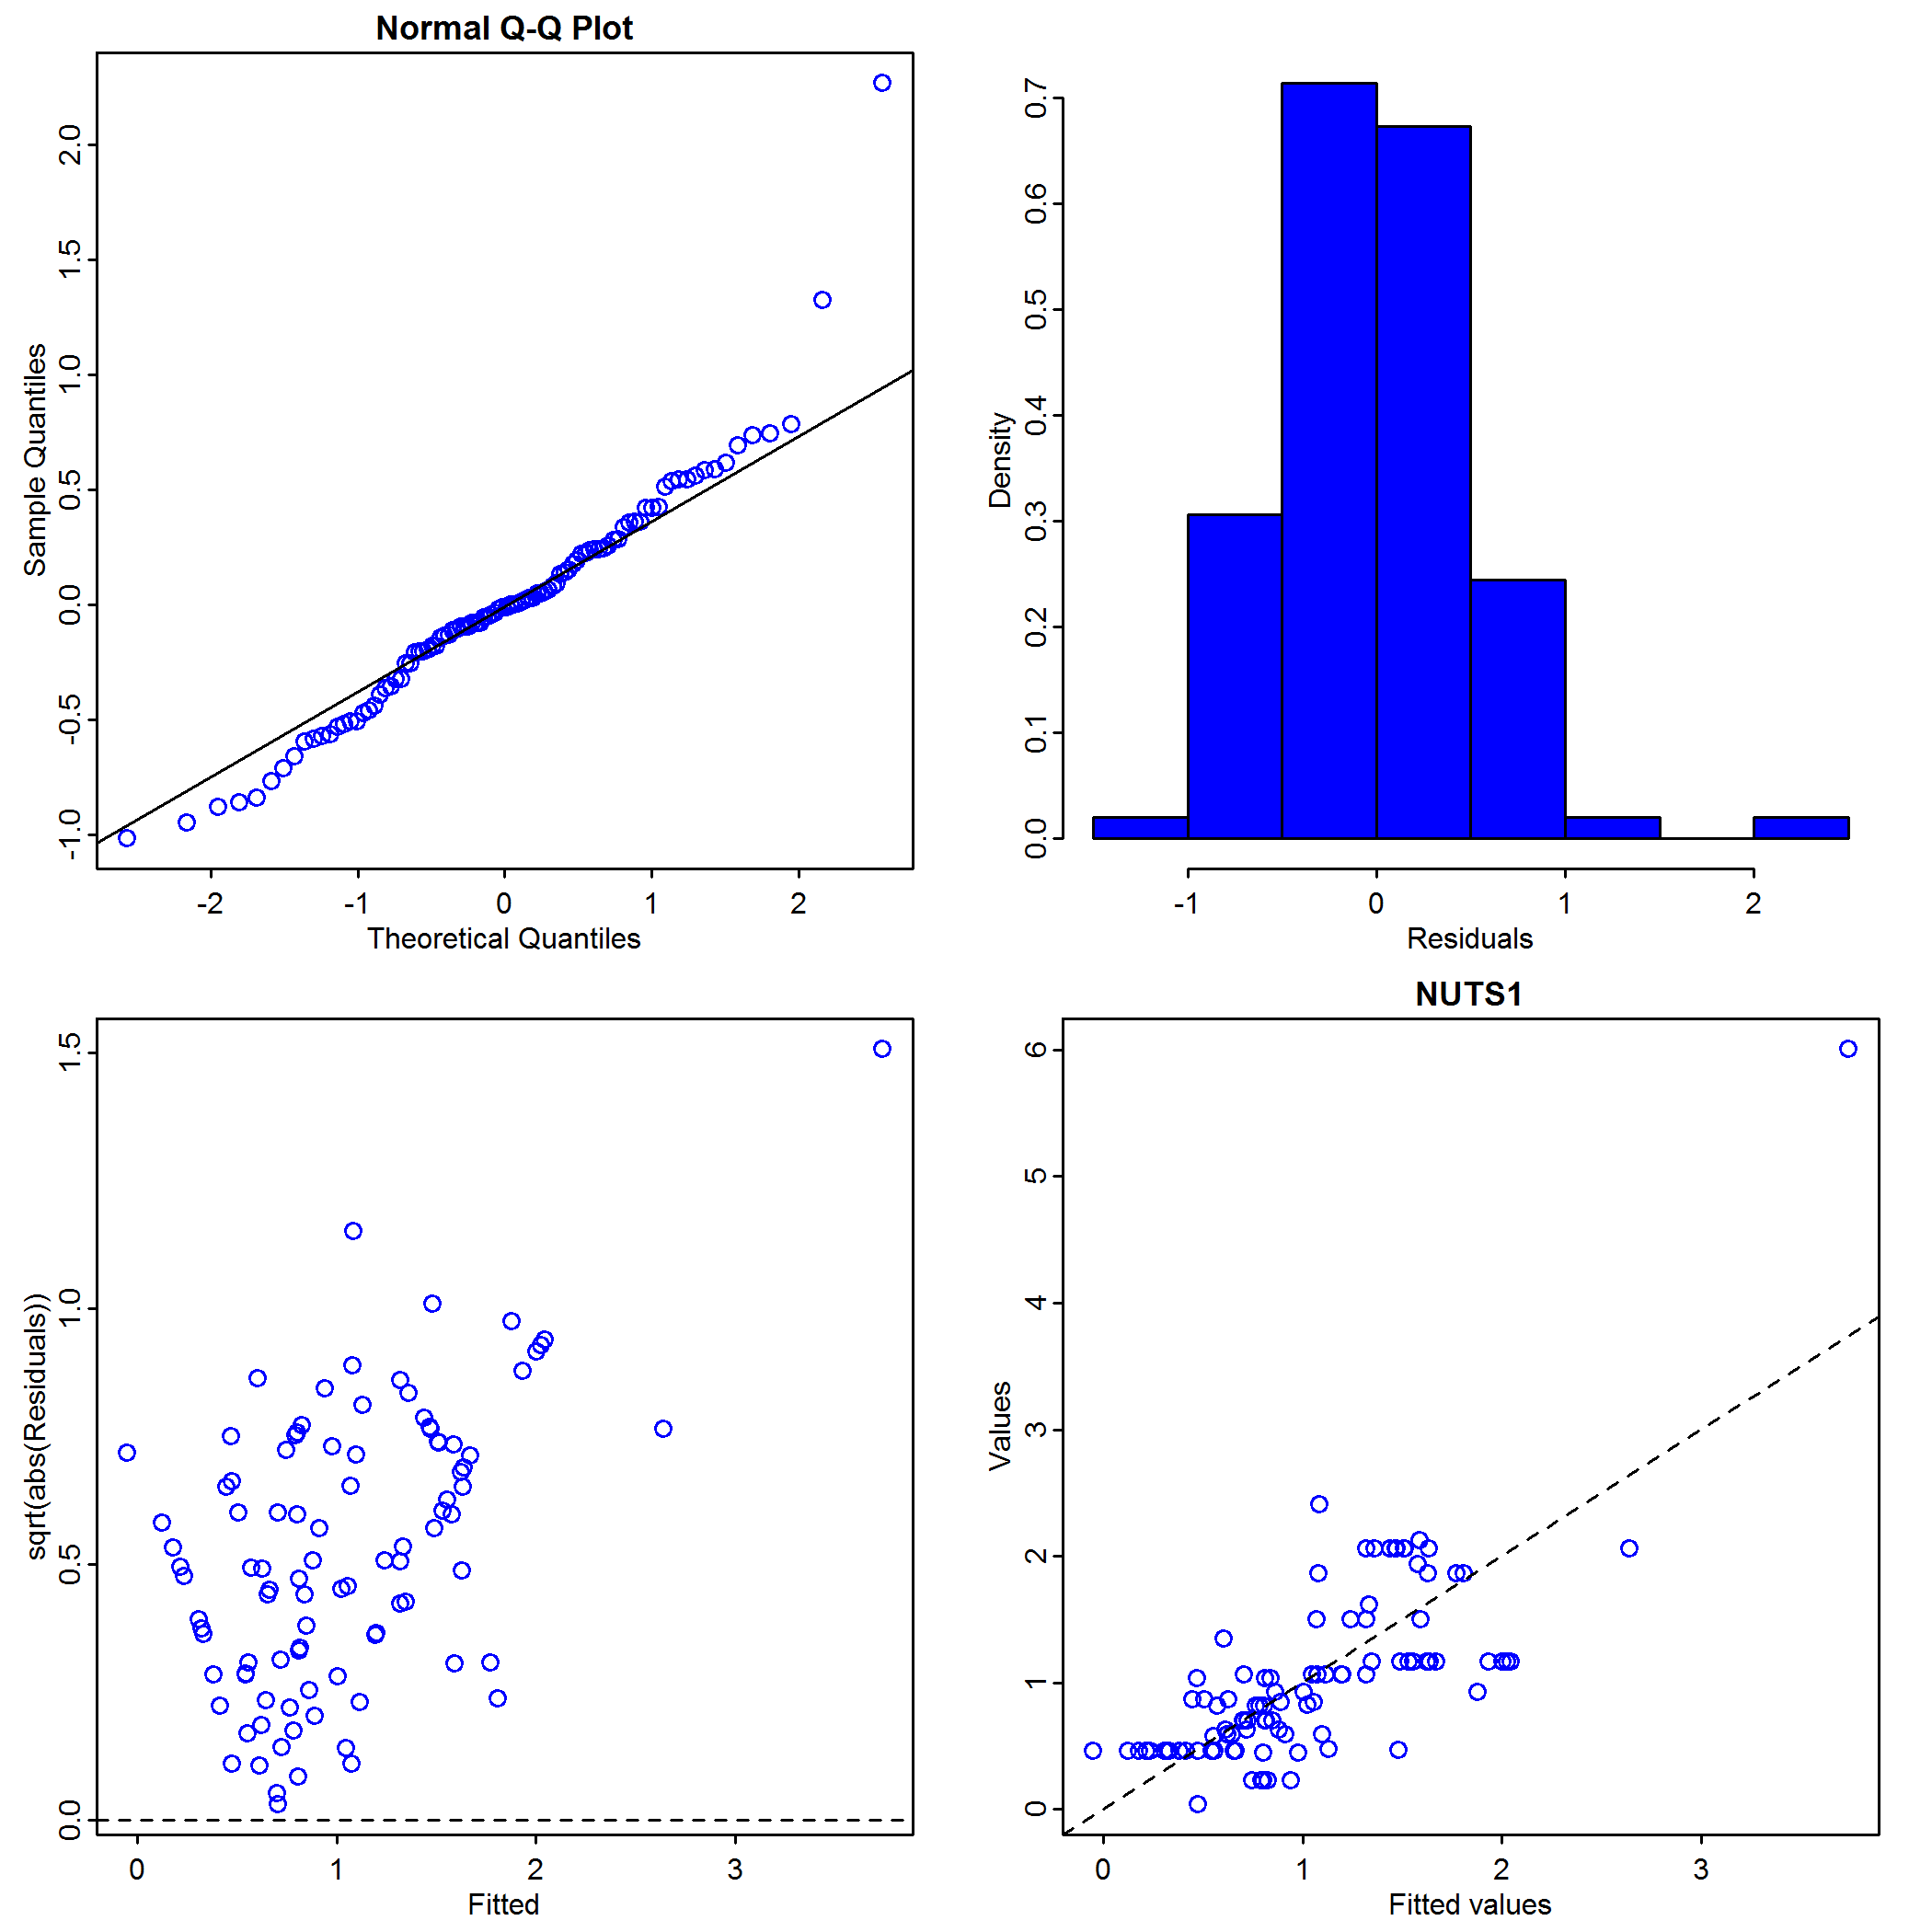 Normal Q-Q Plot
Sample Quantiles
-1.0 -0.5 0.0 0.5 1.0 1.5 2.0
-2 -1 0 1 2
Theoretical Quantiles
Density
0.0 0.1 0.2 0.3 0.4 0.5 0.6 0.7
-1 0 1 2
Residuals
sqrt(abs(Residuals))
0.0 0.5 1.0 1.5
0 1 2 3
Fitted
NUTS1
Values
0 1 2 3 4 5 6
0 1 2 3
Fitted values